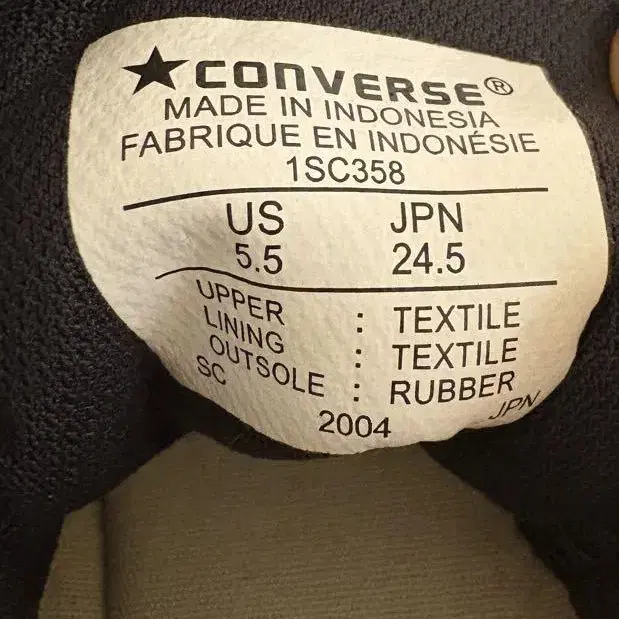 ★CONVERSE®
MADE IN INDONESIA
FABRIQUE EN INDONÉSIE
1SC358
US JPN
5.5 24.5
UPPER : TEXTILE
LINING : TEXTILE
OUTSOLE : RUBBER
SC
2004
JPN